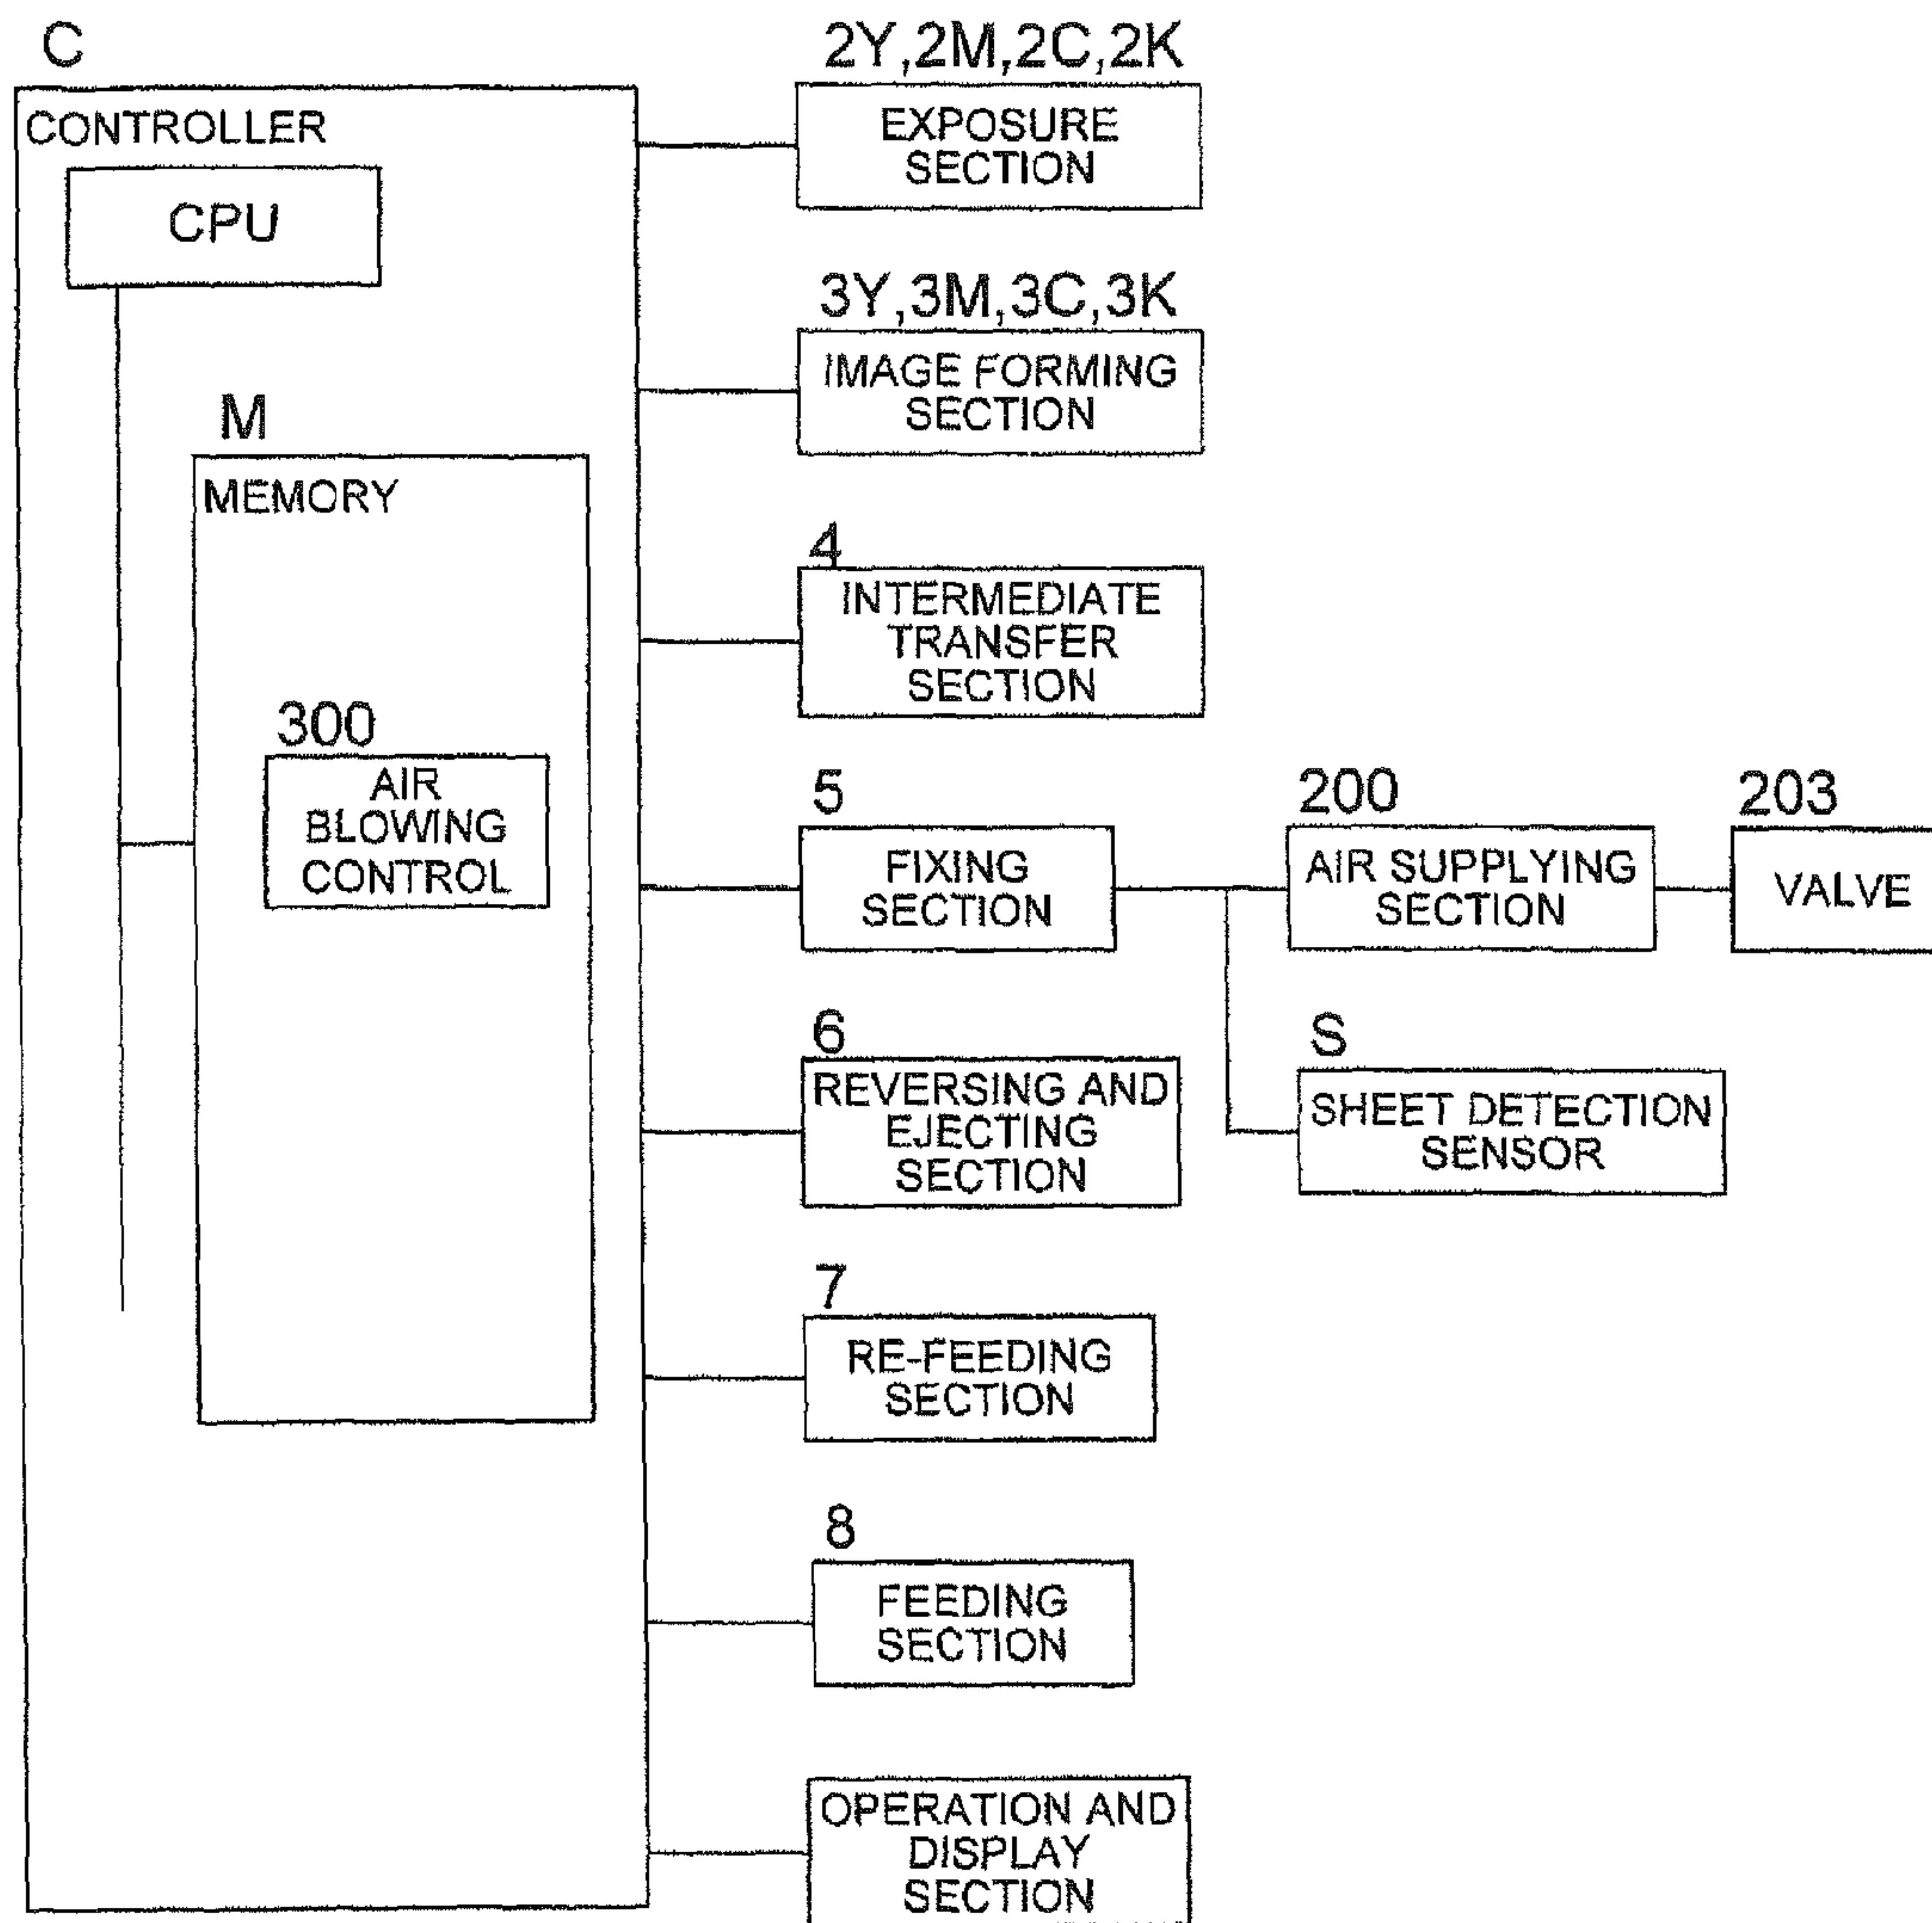 C
CONTROLLER
CPU
M
MEMORY
300
AIR
BLOWING
CONTROL
2Y,2M,2C,2K
EXPOSURE
SECTION
3Y,3M,3C,3K
IMAGE FORMING
SECTION
4
INTERMEDIATE
TRANSFER
SECTION
5
FIXING
SECTION
200
AIR SUPPLYING
SECTION
203
VALVE
S
SHEET DETECTION
SENSOR
6
REVERSING AND
EJECTING
SECTION
7
RE-FEEDING
SECTION
8
FEEDING
SECTION
OPERATION AND
DISPLAY
SECTION